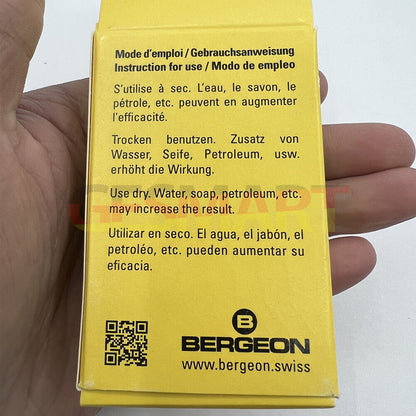 Mode d'emploi / Gebrauchsanweisung
Instruction for use / Modo de empleo
S'utilise à sec. L'eau, le savon, le
pétrole, etc. peuvent en augmenter
l'efficacité.
Trocken benutzen. Zusatz von
Wasser, Seife, Petroleum, usw.
erhöht die Wirkung.
Use dry. Water, soap, petroleum, etc.
may increase the result.
Utilizar en seco. El agua, el jabón, el
petroléo, etc. pueden aumentar su
eficacia.
B
BERGEON
www.bergeon.swiss